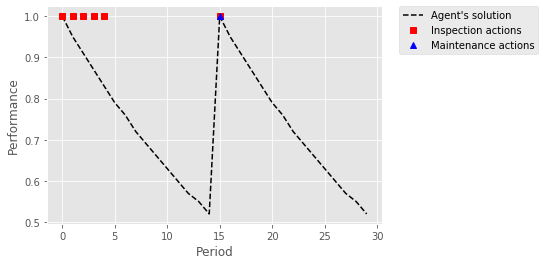 1.0
0.9
0.8
0.7
0.6
0.5
Performance
0 5 10 15 20 25 30
Period
Agent's solution
Inspection actions
Maintenance actions